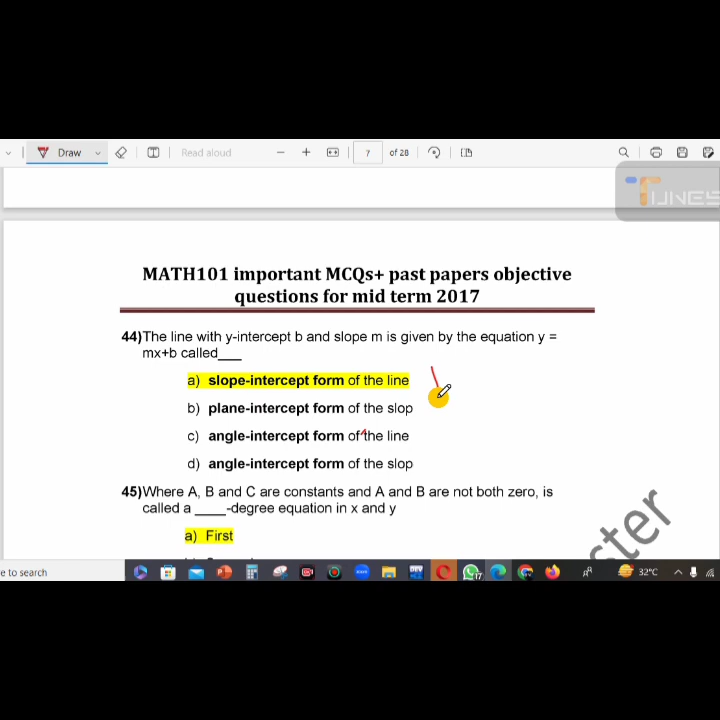 Draw
Read aloud
7
of 28
TUNES
MATH101 important MCQs+ past papers objective
questions for mid term 2017
44)The line with y-intercept b and slope m is given by the equation y =
mx+b called___
a) slope-intercept form of the line
b) plane-intercept form of the slop
c) angle-intercept form of the line
d) angle-intercept form of the slop
45)Where A, B and C are constants and A and B are not both zero, is
called a ____-degree equation in x and y
a) First
ster
e to search
17
32°C